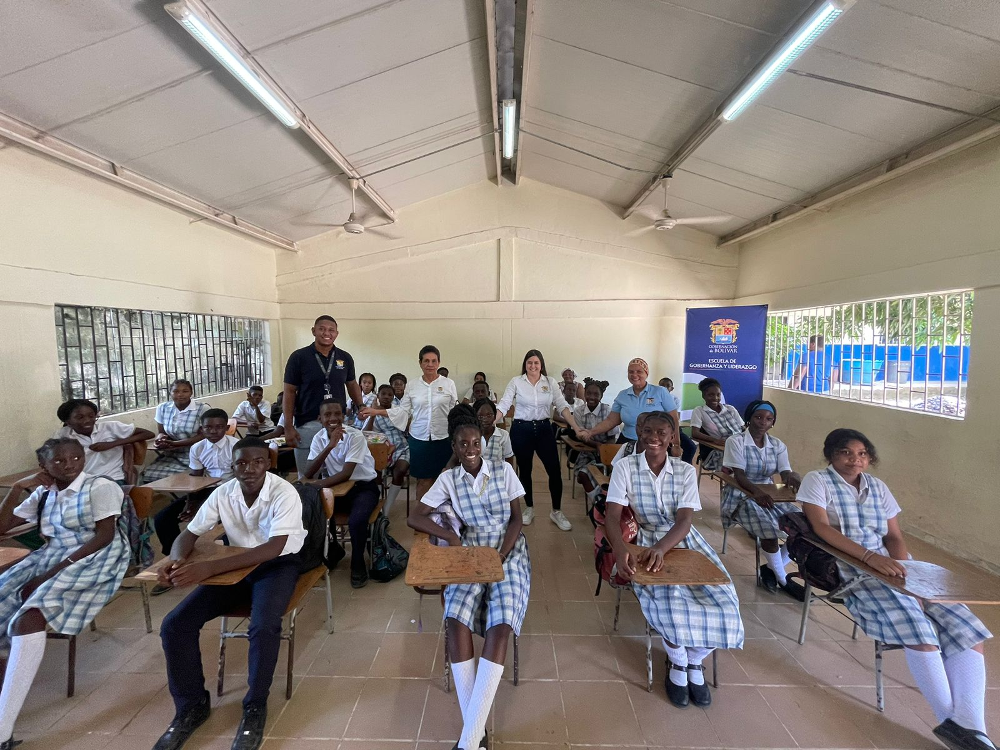 GOBERNACIÓN
de BOLÍVAR
ESCUELA DE
GOBERNANZA Y LIDERAZGO